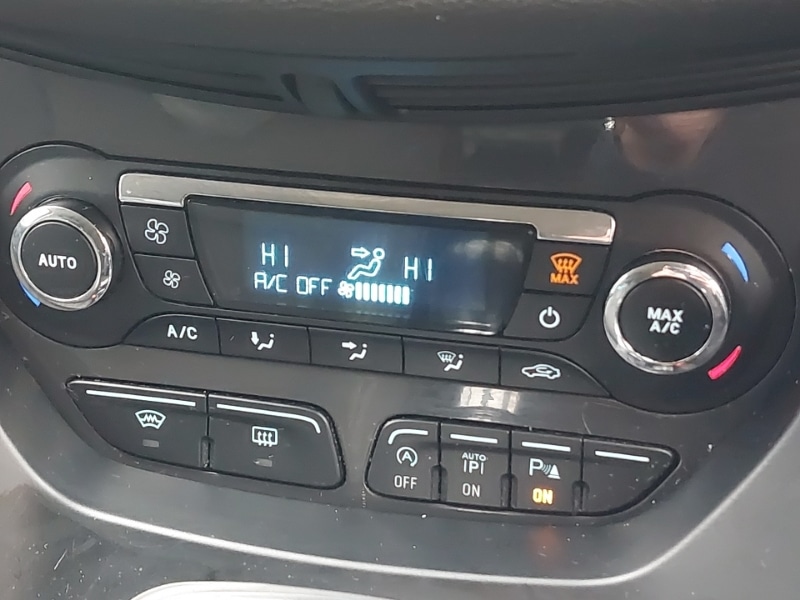 HI HI
A/C OFF
MAX
AUTO
MAX
A/C
A/C
A
OFF
AUTO
P
ON
P
ON